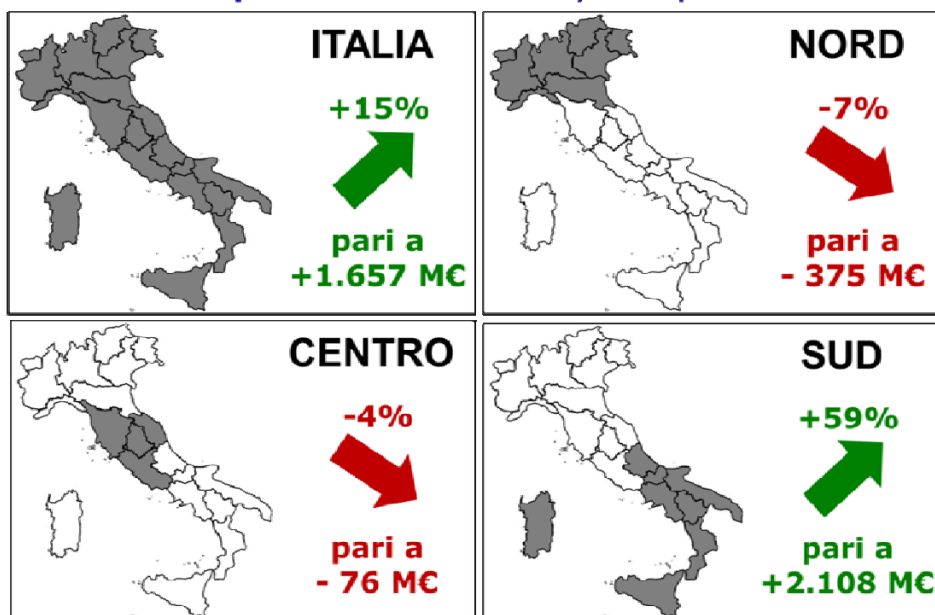 ITALIA
+15%
pari a
+1.657 M€
NORD
-7%
pari a
- 375 M€
CENTRO
-4%
pari a
- 76 M€
SUD
+59%
pari a
+2.108 M€